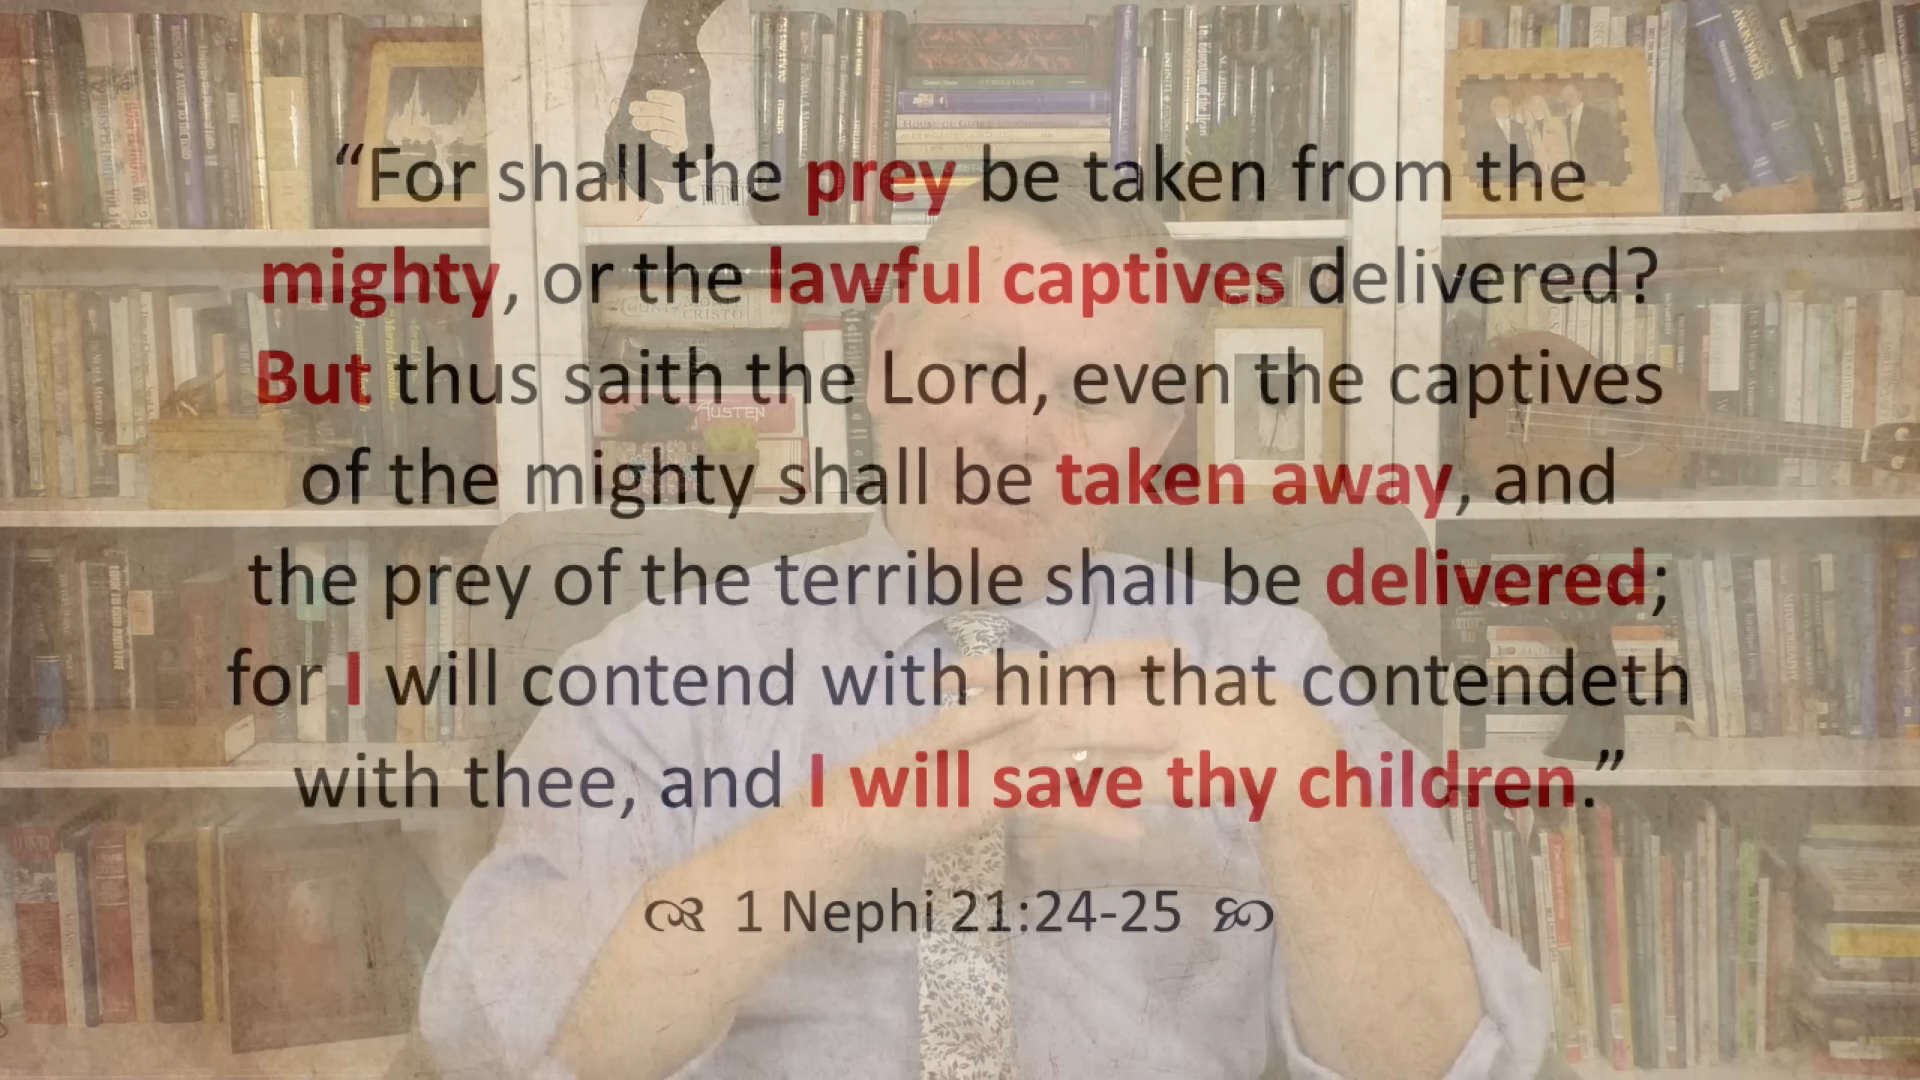 “For shall the prey be taken from the
mighty, or the lawful captives delivered?
But thus saith the Lord, even the captives
of the mighty shall be taken away, and
the prey of the terrible shall be delivered;
for I will contend with him that contendeth
with thee, and I will save thy children.”
1 Nephi 21:24-25
AUSTEN
CRISTO